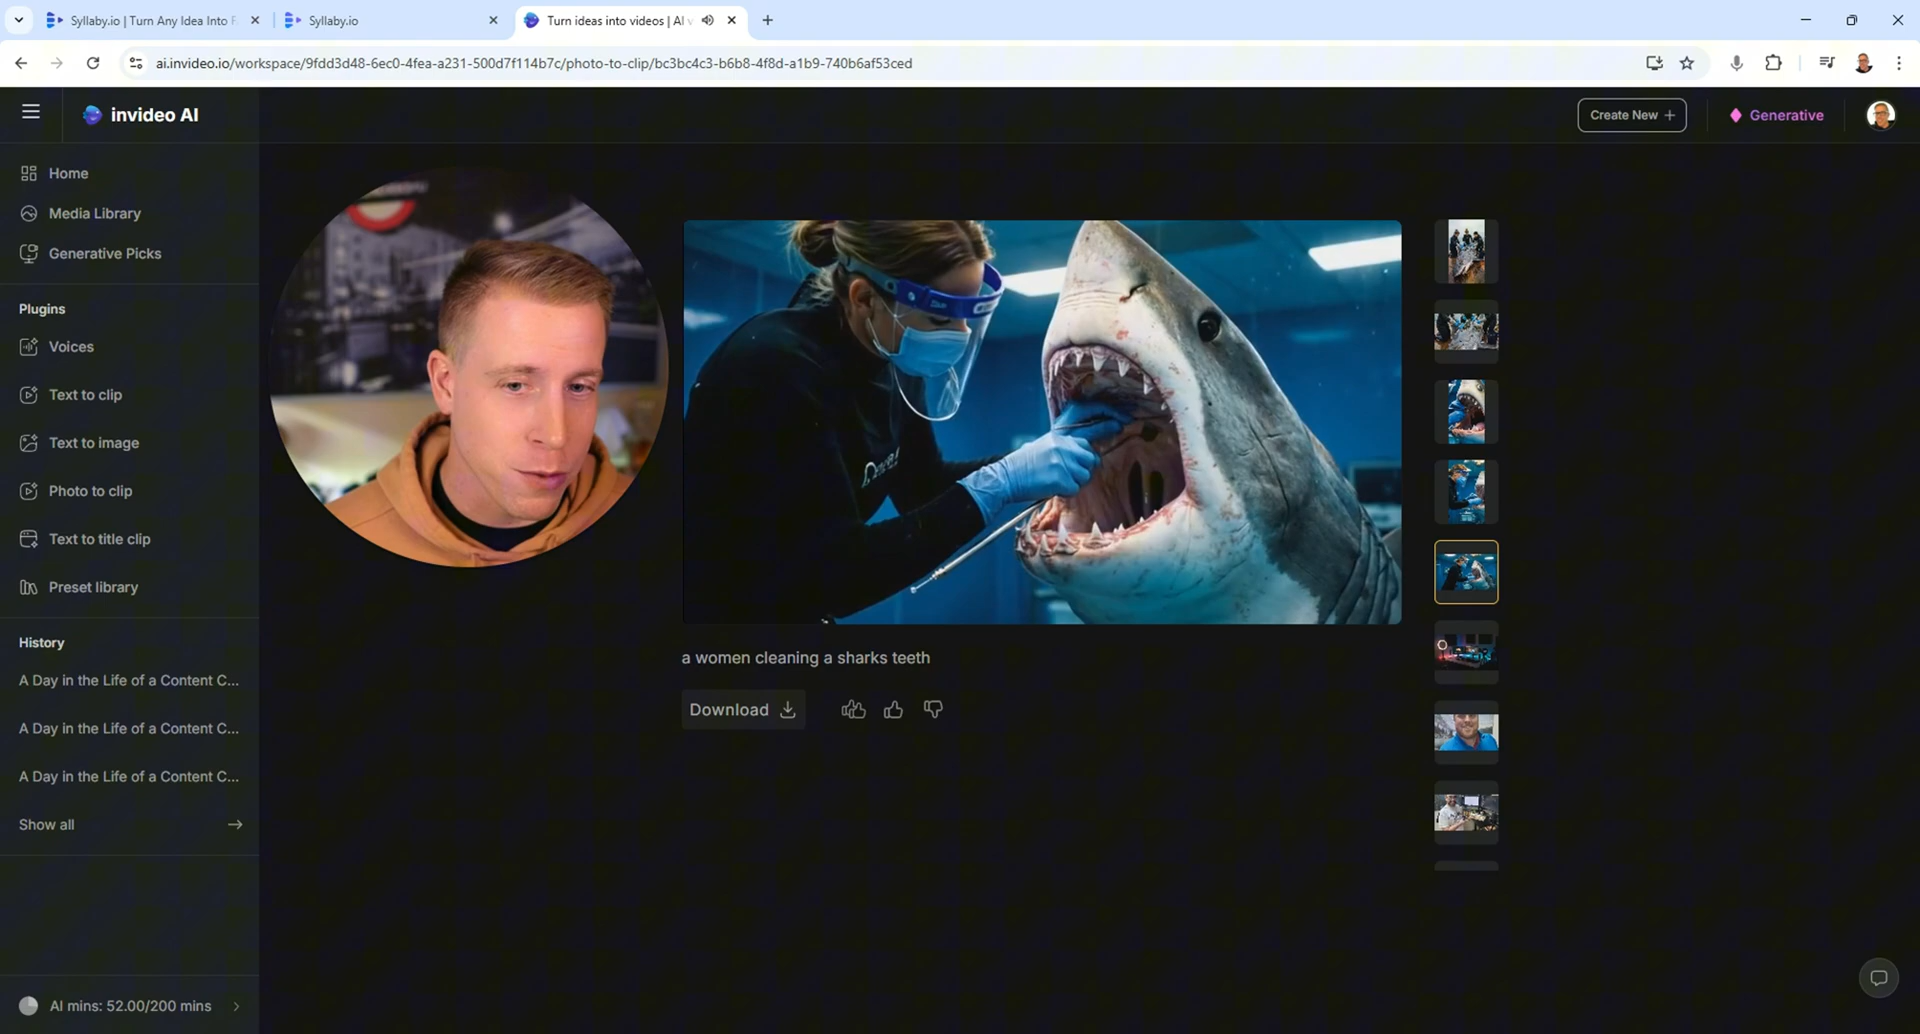 Syllaby.io | Turn Any Idea Into F
Syllaby.io
Turn ideas into videos | AI v
ai.invideo.io/workspace/9fdd3d48-6ec0-4fea-a231-500d7f114b7c/photo-to-clip/bc3bc4c3-b6b8-4f8d-a1b9-740b6af53ced
invideo AI
Create New +
Generative
Home
Media Library
Generative Picks
Plugins
Voices
Text to clip
Text to image
Photo to clip
Text to title clip
Preset library
History
A Day in the Life of a Content C...
A Day in the Life of a Content C...
A Day in the Life of a Content C...
Show all
AI mins: 52.00/200 mins
a women cleaning a sharks teeth
Download